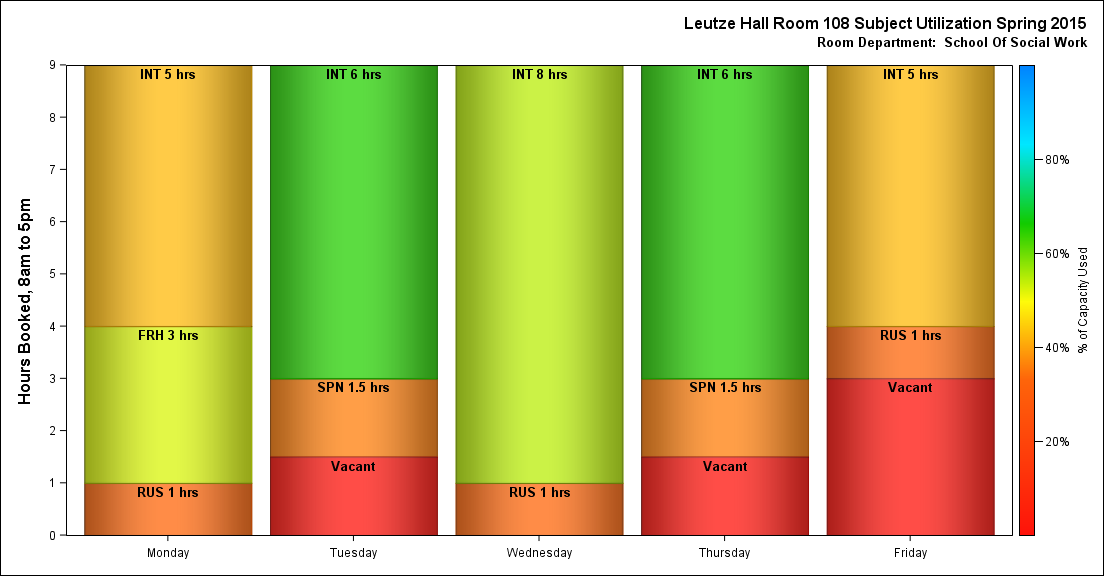 Leutze Hall Room 108 Subject Utilization Spring 2015
Room Department:  School Of Social Work
Hours Booked, 8am to 5pm
9
8
7
6
5
4
3
2
1
0
INT 5 hrs
FRH 3 hrs
RUS 1 hrs
INT 6 hrs
SPN 1.5 hrs
Vacant
INT 8 hrs
RUS 1 hrs
INT 6 hrs
SPN 1.5 hrs
Vacant
INT 5 hrs
RUS 1 hrs
Vacant
Monday
Tuesday
Wednesday
Thursday
Friday
80%
60%
40%
20%
% of Capacity Used